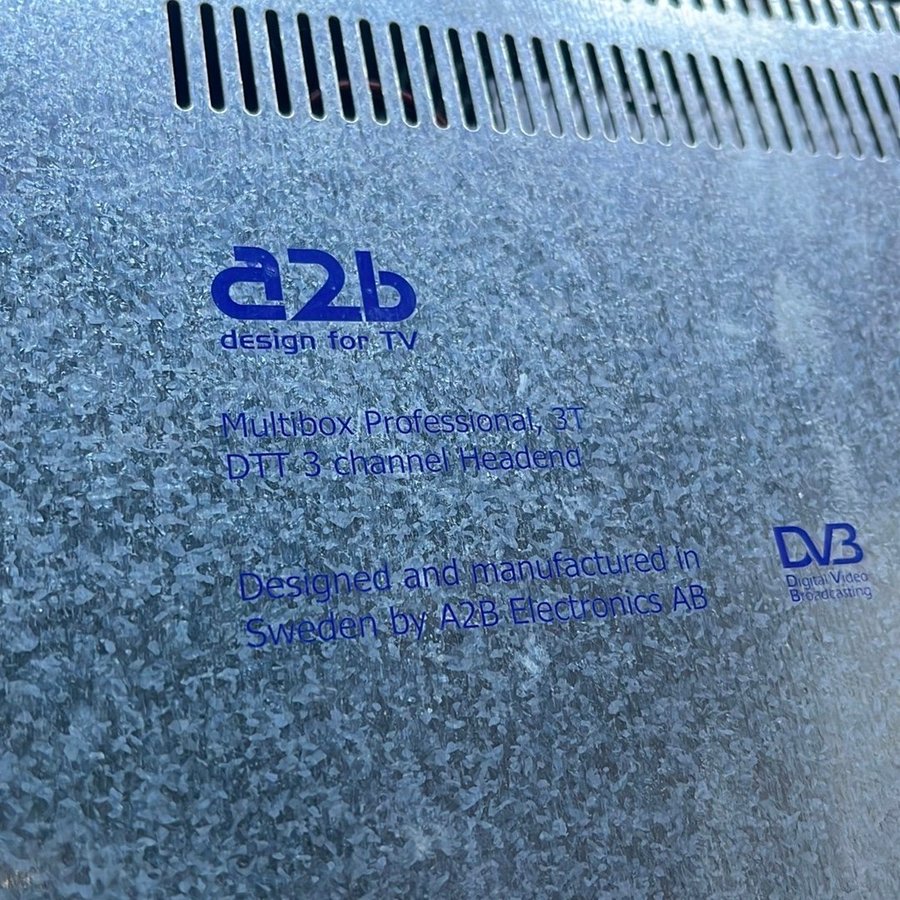 a2b
design for TV
Multibox Professional, 3T
DTT 3 channel Headend
Designed and manufactured in
Sweden by A2B Electronics AB
DVB
Digital Video
Broadcasting